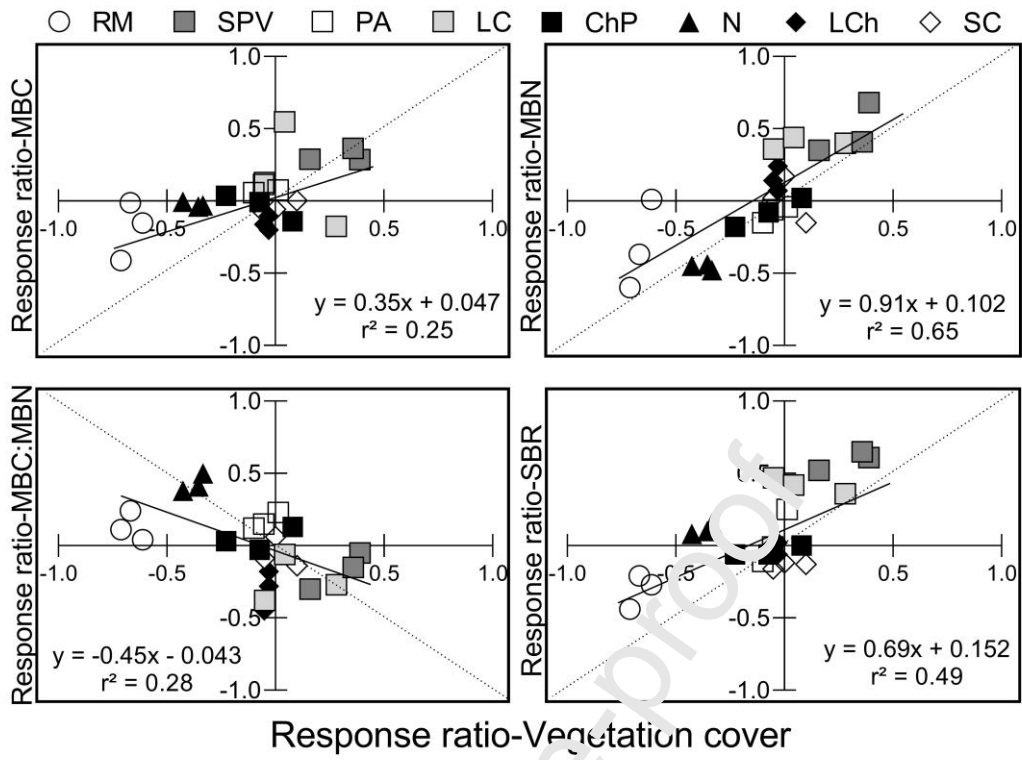 RM SPV PA LC ChP N LCh SC
Response ratio-MBC
1.0
0.5
-1.0 -0.5 0.5 1.0
-0.5
y = 0.35x + 0.047
r² = 0.25
-1.0
Response ratio-MBN
1.0
0.5
-1.0 -0.5 0.5 1.0
-0.5
y = 0.91x + 0.102
r² = 0.65
-1.0
Response ratio-MBC:MBN
1.0
0.5
-1.0 -0.5 0.5 1.0
-0.5
y = -0.45x - 0.043
r² = 0.28
-1.0
Response ratio-SBR
1.0
-1.0 -0.5 0.5 1.0
-0.5
y = 0.69x + 0.152
r² = 0.49
-1.0
Response ratio-Vegetation cover
e-proof